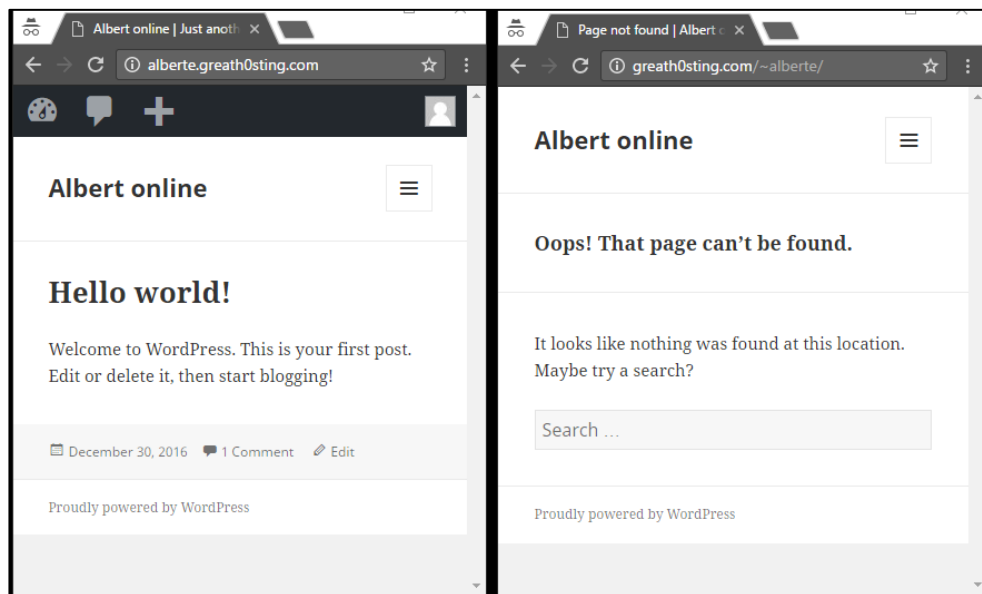 Albert online | Just anoth
alberte.greath0sting.com
Albert online
Hello world!
Welcome to WordPress. This is your first post.
Edit or delete it, then start blogging!
December 30, 2016 1 Comment Edit
Proudly powered by WordPress
Page not found | Albert o
greath0sting.com/~alberte/
Albert online
Oops! That page can’t be found.
It looks like nothing was found at this location.
Maybe try a search?
Search …
Proudly powered by WordPress